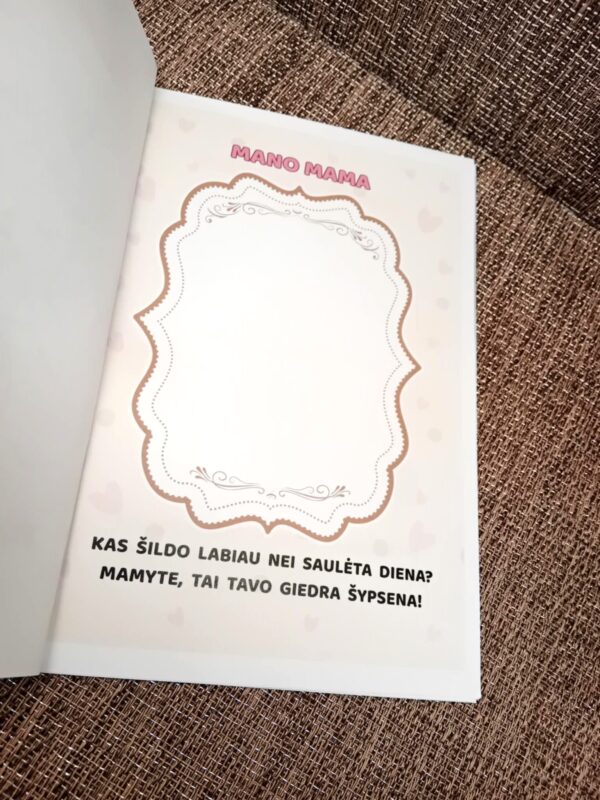 MANO MAMA
KAS ŠILDO LABIAU NEI SAULĖTA DIENA?
MAMYTE, TAI TAVO GIEDRA ŠYPSENA!